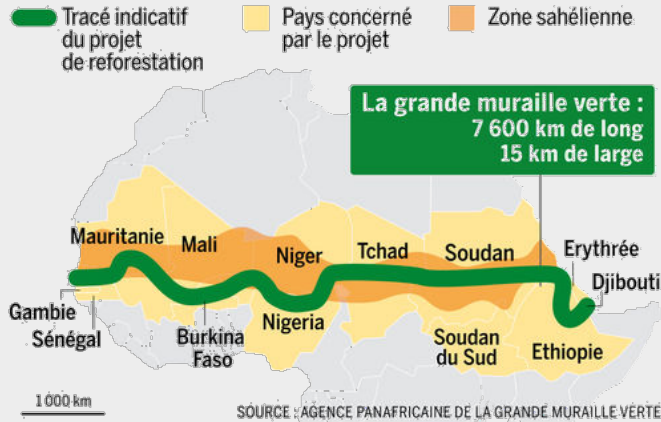 Tracé indicatif
du projet
de reforestation
Pays concerné
par le projet
Zone sahélienne
La grande muraille verte :
7 600 km de long
15 km de large
Mauritanie
Mali
Niger
Tchad
Soudan
Erythrée
Djibouti
Gambie
Sénégal
Burkina
Faso
Nigeria
Soudan
du Sud
Ethiopie
1 000 km
SOURCE : AGENCE PANAFRICAINE DE LA GRANDE MURAILLE VERTE